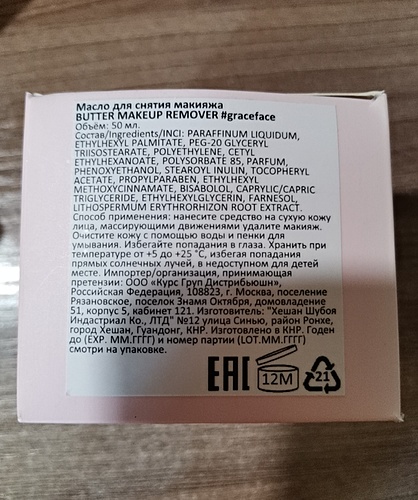 Масло для снятия макияжа
BUTTER MAKEUP REMOVER #graceface
Объём: 50 мл.
Состав/Ingredients/INCI: PARAFFINUM LIQUIDUM,
ETHYLHEXYL PALMITATE, PEG-20 GLYCERYL
TRIISOSTEARATE, POLYETHYLENE, CETYL
ETHYLHEXANOATE, POLYSORBATE 85, PARFUM,
PHENOXYETHANOL, STEAROYL INULIN, TOCOPHERYL
ACETATE, PROPYLPARABEN, ETHYLHEXYL
METHOXYCINNAMATE, BISABOLOL, CAPRYLIC/CAPRIC
TRIGLYCERIDE, ETHYLHEXYLGLYCERIN, FARNESOL,
LITHOSPERMUM ERYTHRORHIZON ROOT EXTRACT.
Способ применения: нанесите средство на сухую кожу
лица, массирующими движениями удалите макияж.
Очистите кожу с помощью воды и пенки для
умывания. Избегайте попадания в глаза. Хранить при
температуре от +5 до +25 °С, избегая попадания
прямых солнечных лучей, в недоступном для детей
месте. Импортер/организация, принимающая
претензии: ООО «Курс Груп Дистрибьюшн»,
Российская Федерация, 108823, г. Москва, поселение
Рязановское, поселок Знамя Октября, домовладение
51, корпус 5, кабинет 121. Изготовитель: "Хешан Шубоя
Индастриал Ко., ЛТД" №12 улица Синью, район Ронхе,
город Хешан, Гуандонг, КНР. Изготовлено в КНР. Годен
до (EXP. ММ.ГГГГ) и номер партии (LOT.ММ.ГГГГ)
смотри на упаковке.
EAC 12M 21